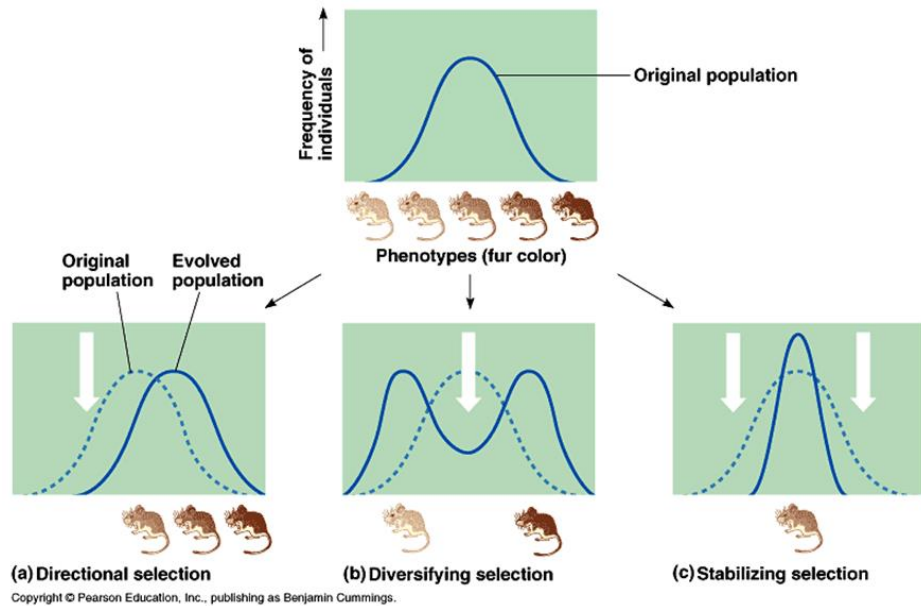 Frequency of
individuals
Original population
Phenotypes (fur color)
Original
population
Evolved
population
(a) Directional selection
(b) Diversifying selection
(c) Stabilizing selection
Copyright © Pearson Education, Inc., publishing as Benjamin Cummings.